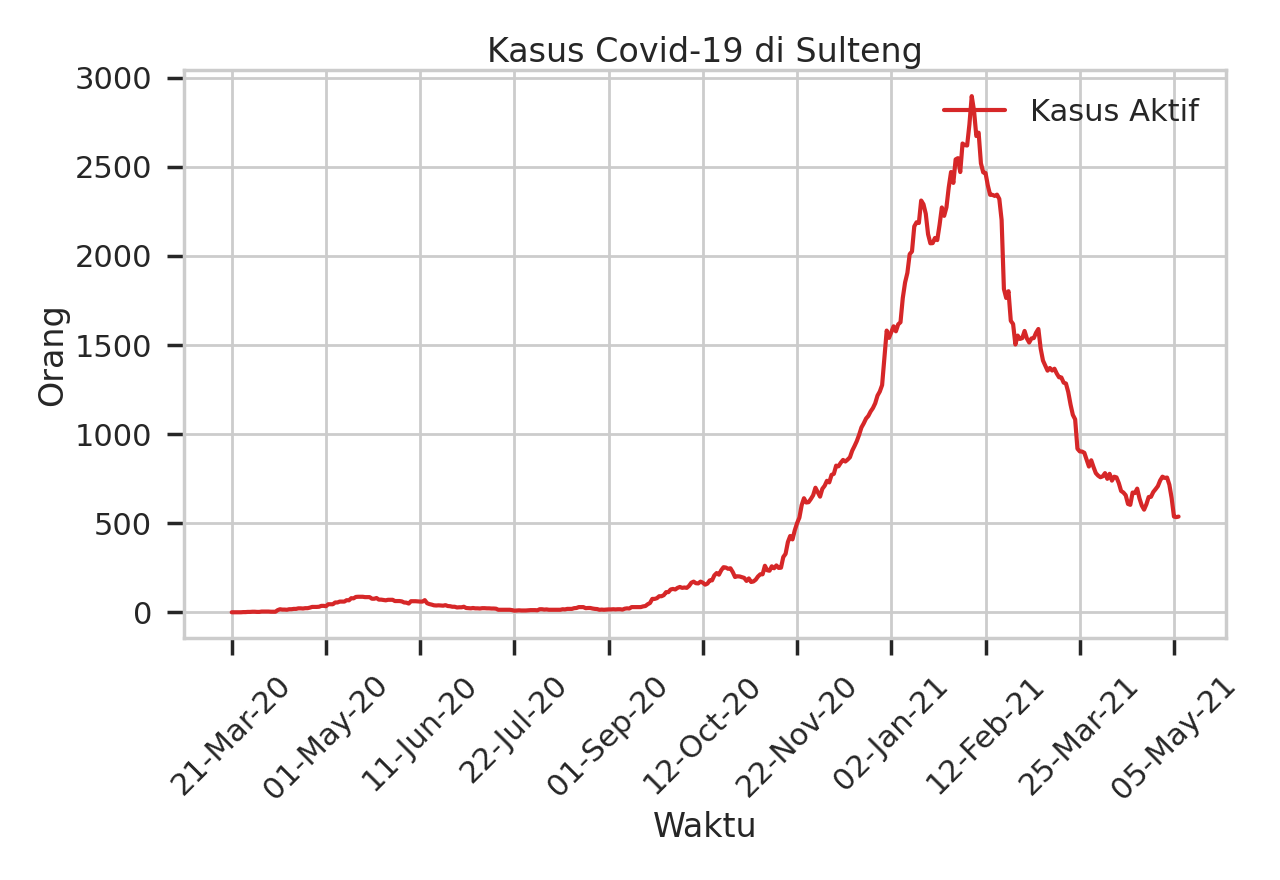 Kasus Covid-19 di Sulteng
Kasus Aktif
Orang
3000
2500
2000
1500
1000
500
0
21-Mar-20
01-May-20
11-Jun-20
22-Jul-20
01-Sep-20
12-Oct-20
22-Nov-20
02-Jan-21
12-Feb-21
25-Mar-21
05-May-21
Waktu